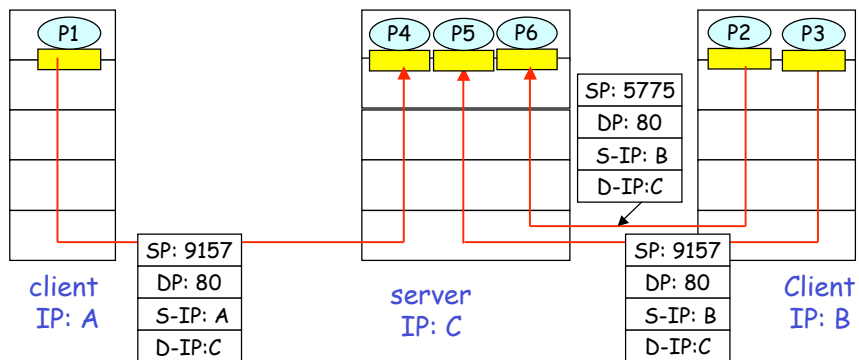 P1
P4
P5
P6
P2
P3
SP: 5775
DP: 80
S-IP: B
D-IP:C
SP: 9157
DP: 80
S-IP: A
D-IP:C
SP: 9157
DP: 80
S-IP: B
D-IP:C
client
IP: A
server
IP: C
Client
IP: B